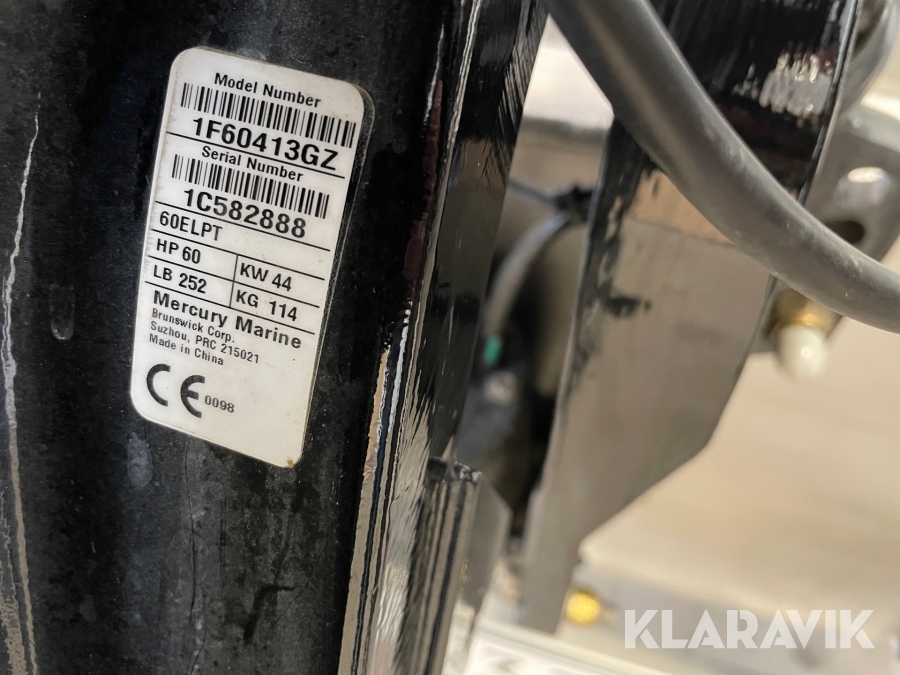 Model Number
1F60413GZ
Serial Number
1C582888
60ELPT
HP 60
KW 44
LB 252
KG 114
Mercury Marine
Brunswick Corp.
Suzhou, PRC 215021
Made in China
CE 0098
KLARAVIK